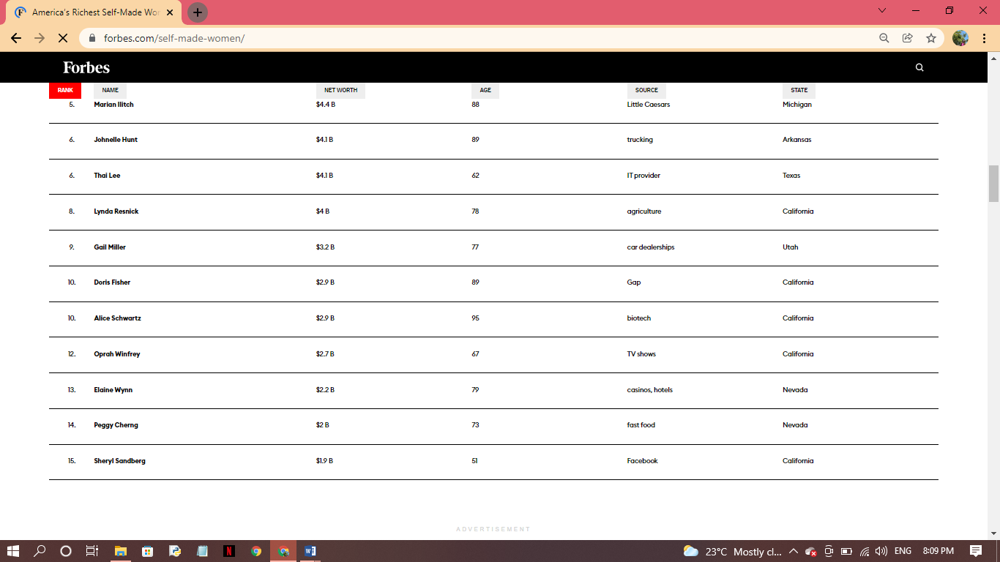 America's Richest Self-Made Wor
forbes.com/self-made-women/
Forbes
RANK NAME NET WORTH AGE SOURCE STATE
5. Marian Ilitch $4.4 B 88 Little Caesars Michigan
6. Johnelle Hunt $4.1 B 89 trucking Arkansas
6. Thai Lee $4.1 B 62 IT provider Texas
8. Lynda Resnick $4 B 78 agriculture California
9. Gail Miller $3.2 B 77 car dealerships Utah
10. Doris Fisher $2.9 B 89 Gap California
10. Alice Schwartz $2.9 B 95 biotech California
12. Oprah Winfrey $2.7 B 67 TV shows California
13. Elaine Wynn $2.2 B 79 casinos, hotels Nevada
14. Peggy Cherng $2 B 73 fast food Nevada
15. Sheryl Sandberg $1.9 B 51 Facebook California
ADVERTISEMENT
23°C Mostly cl... ENG 8:09 PM